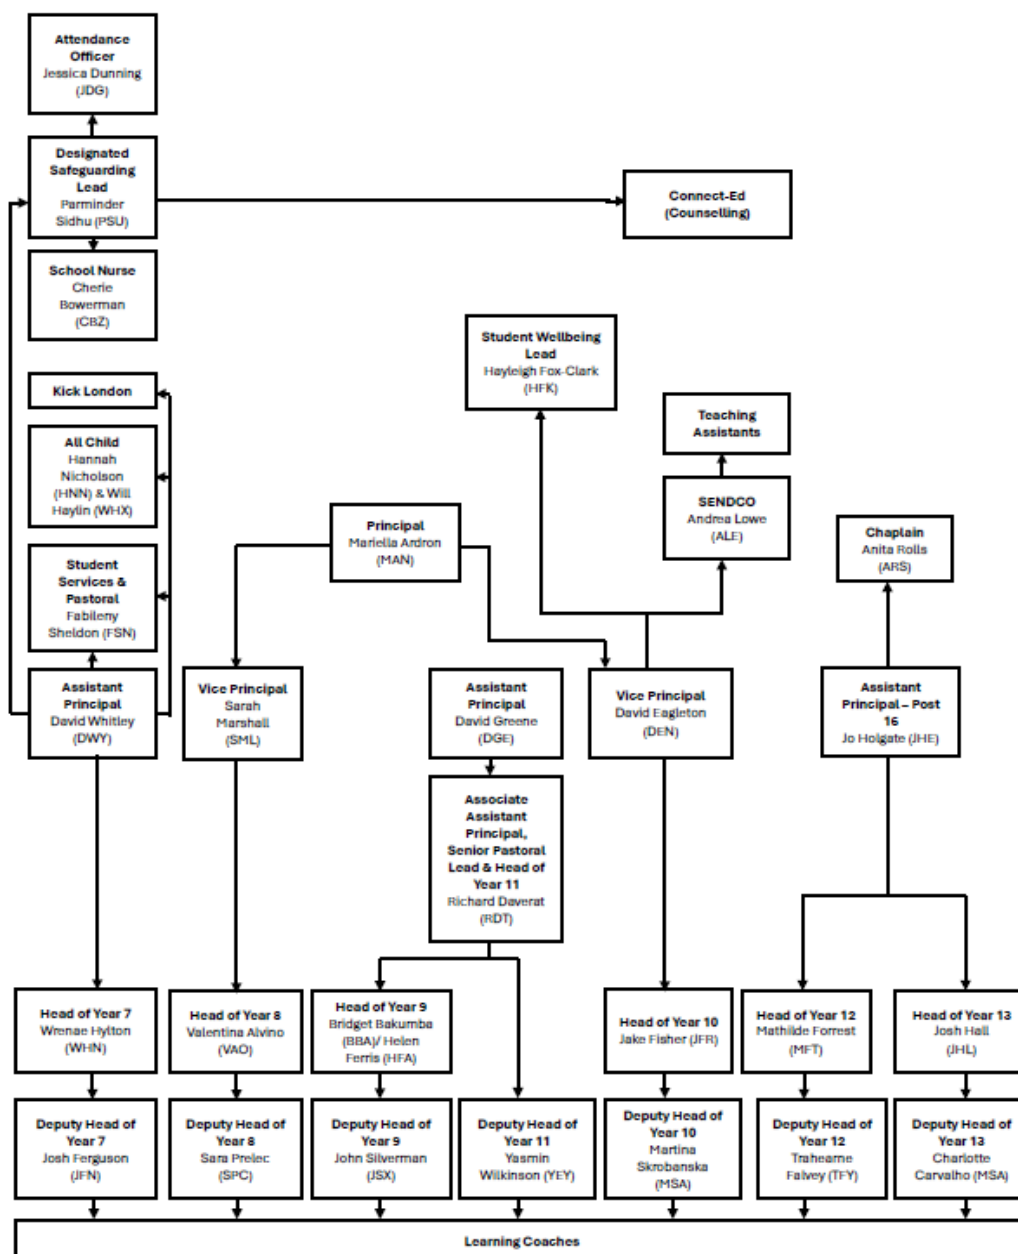 Attendance
Officer
Jessica Dunning
(JDG)
Designated
Safeguarding
Lead
Parminder
Sidhu (PSU)
Connect-Ed
(Counselling)
School Nurse
Cherie
Bowerman
(CBZ)
Student Wellbeing
Lead
Hayleigh Fox-Clark
(HFK)
Kick London
Teaching
Assistants
All Child
Hannah
Nicholson
(HNN) & Will
Haylin (WHX)
SENDCO
Andrea Lowe
(ALE)
Principal
Mariella Ardron
(MAN)
Chaplain
Anita Rolls
(ARS)
Student
Services &
Pastoral
Fabileny
Sheldon (FSN)
Assistant
Principal
David Whitley
(DWY)
Vice Principal
Sarah
Marshall
(SML)
Assistant
Principal
David Greene
(DGE)
Vice Principal
David Eagleton
(DEN)
Assistant
Principal – Post
16
Jo Holgate (JHE)
Associate
Assistant
Principal,
Senior Pastoral
Lead & Head of
Year 11
Richard Daverat
(RDT)
Head of Year 7
Wrenae Hylton
(WHN)
Head of Year 8
Valentina Alvino
(VAO)
Head of Year 9
Bridget Bakumba
(BBA)/ Helen
Ferris (HFA)
Head of Year 10
Jake Fisher (JFR)
Head of Year 12
Mathilde Forrest
(MFT)
Head of Year 13
Josh Hall
(JHL)
Deputy Head of
Year 7
Josh Ferguson
(JFN)
Deputy Head of
Year 8
Sara Prelec
(SPC)
Deputy Head of
Year 9
John Silverman
(JSX)
Deputy Head of
Year 11
Yasmin
Wilkinson (YEY)
Deputy Head of
Year 10
Martina
Skrobanska
(MSA)
Deputy Head of
Year 12
Trahearne
Falvey (TFY)
Deputy Head of
Year 13
Charlotte
Carvalho (MSA)
Learning Coaches